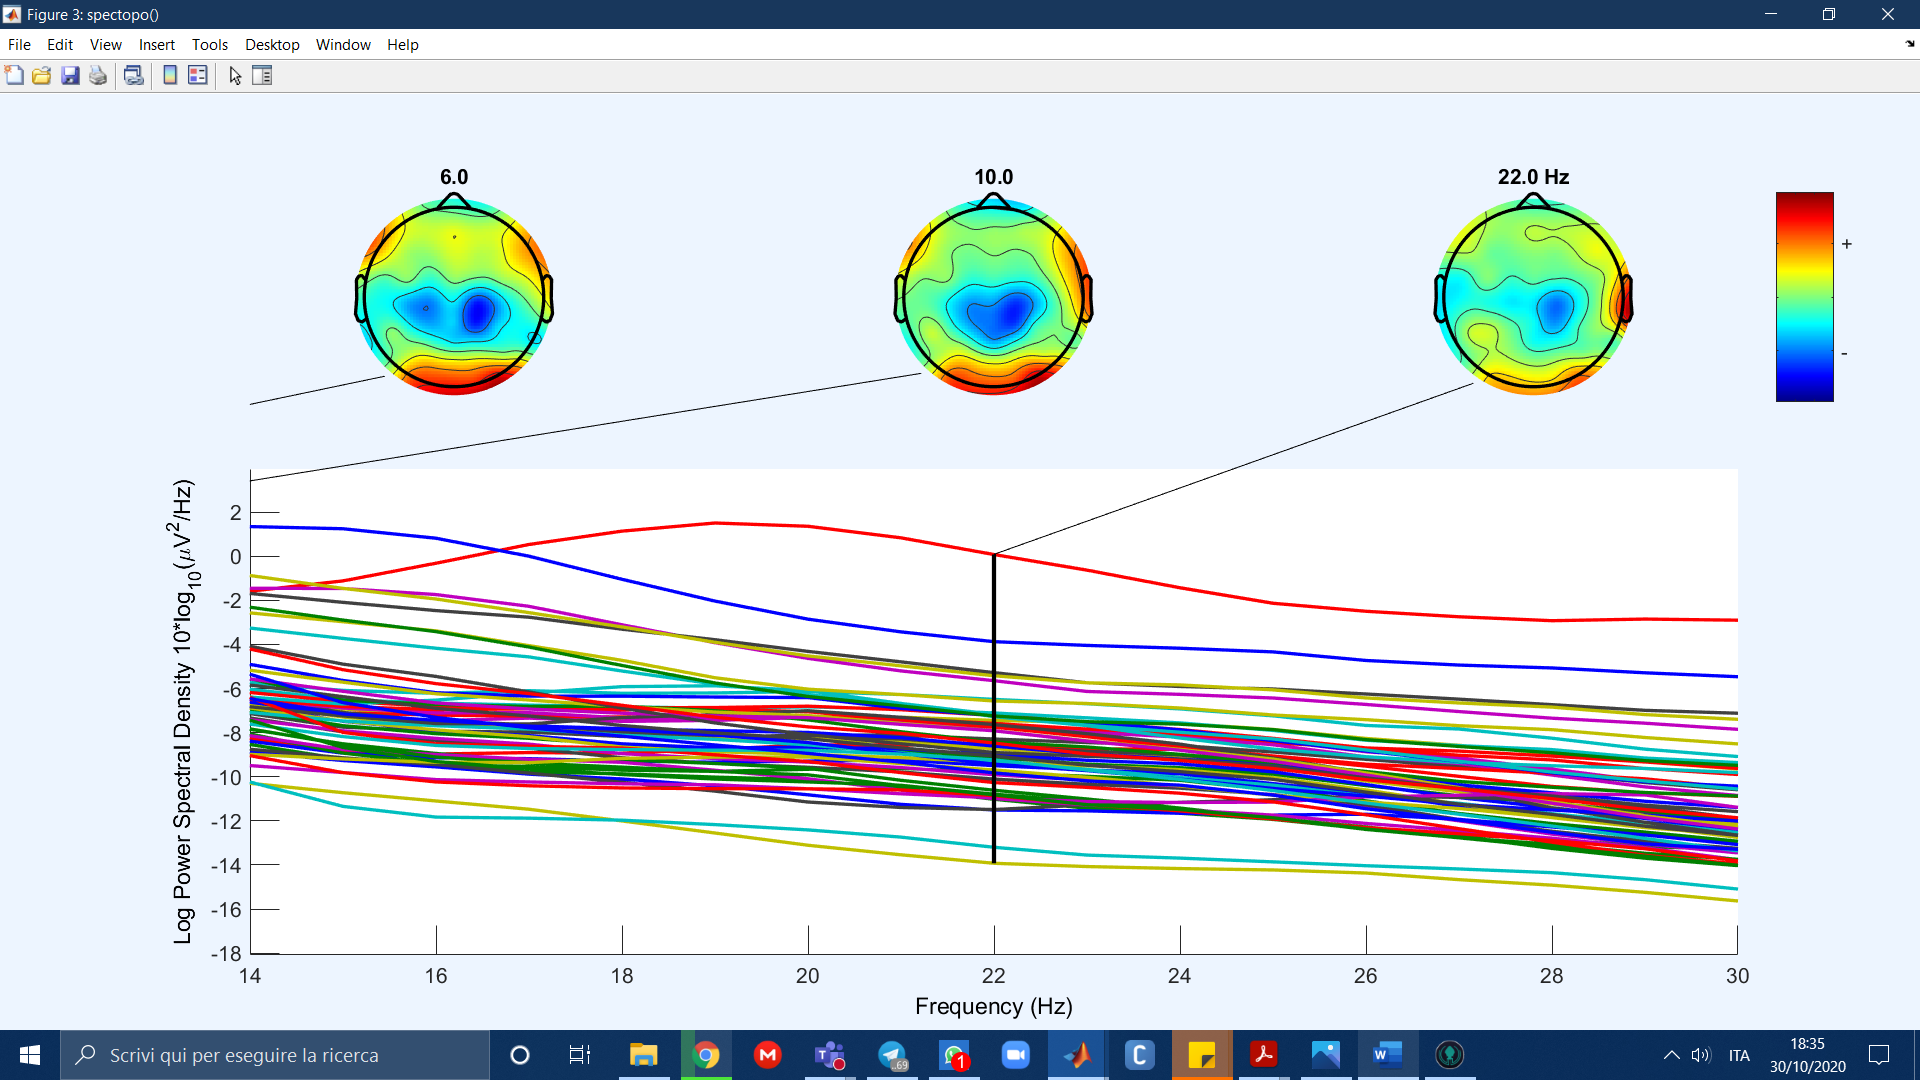 Figure 3: spectopo()
File Edit View Insert Tools Desktop Window Help
6.0
10.0
22.0 Hz
+
-
Log Power Spectral Density 10*log10(μV2/Hz)
2
0
-2
-4
-6
-8
-10
-12
-14
-16
-18
14 16 18 20 22 24 26 28 30
Frequency (Hz)
Scrivi qui per eseguire la ricerca
M
T
69
1
C
W
ITA
18:35
30/10/2020